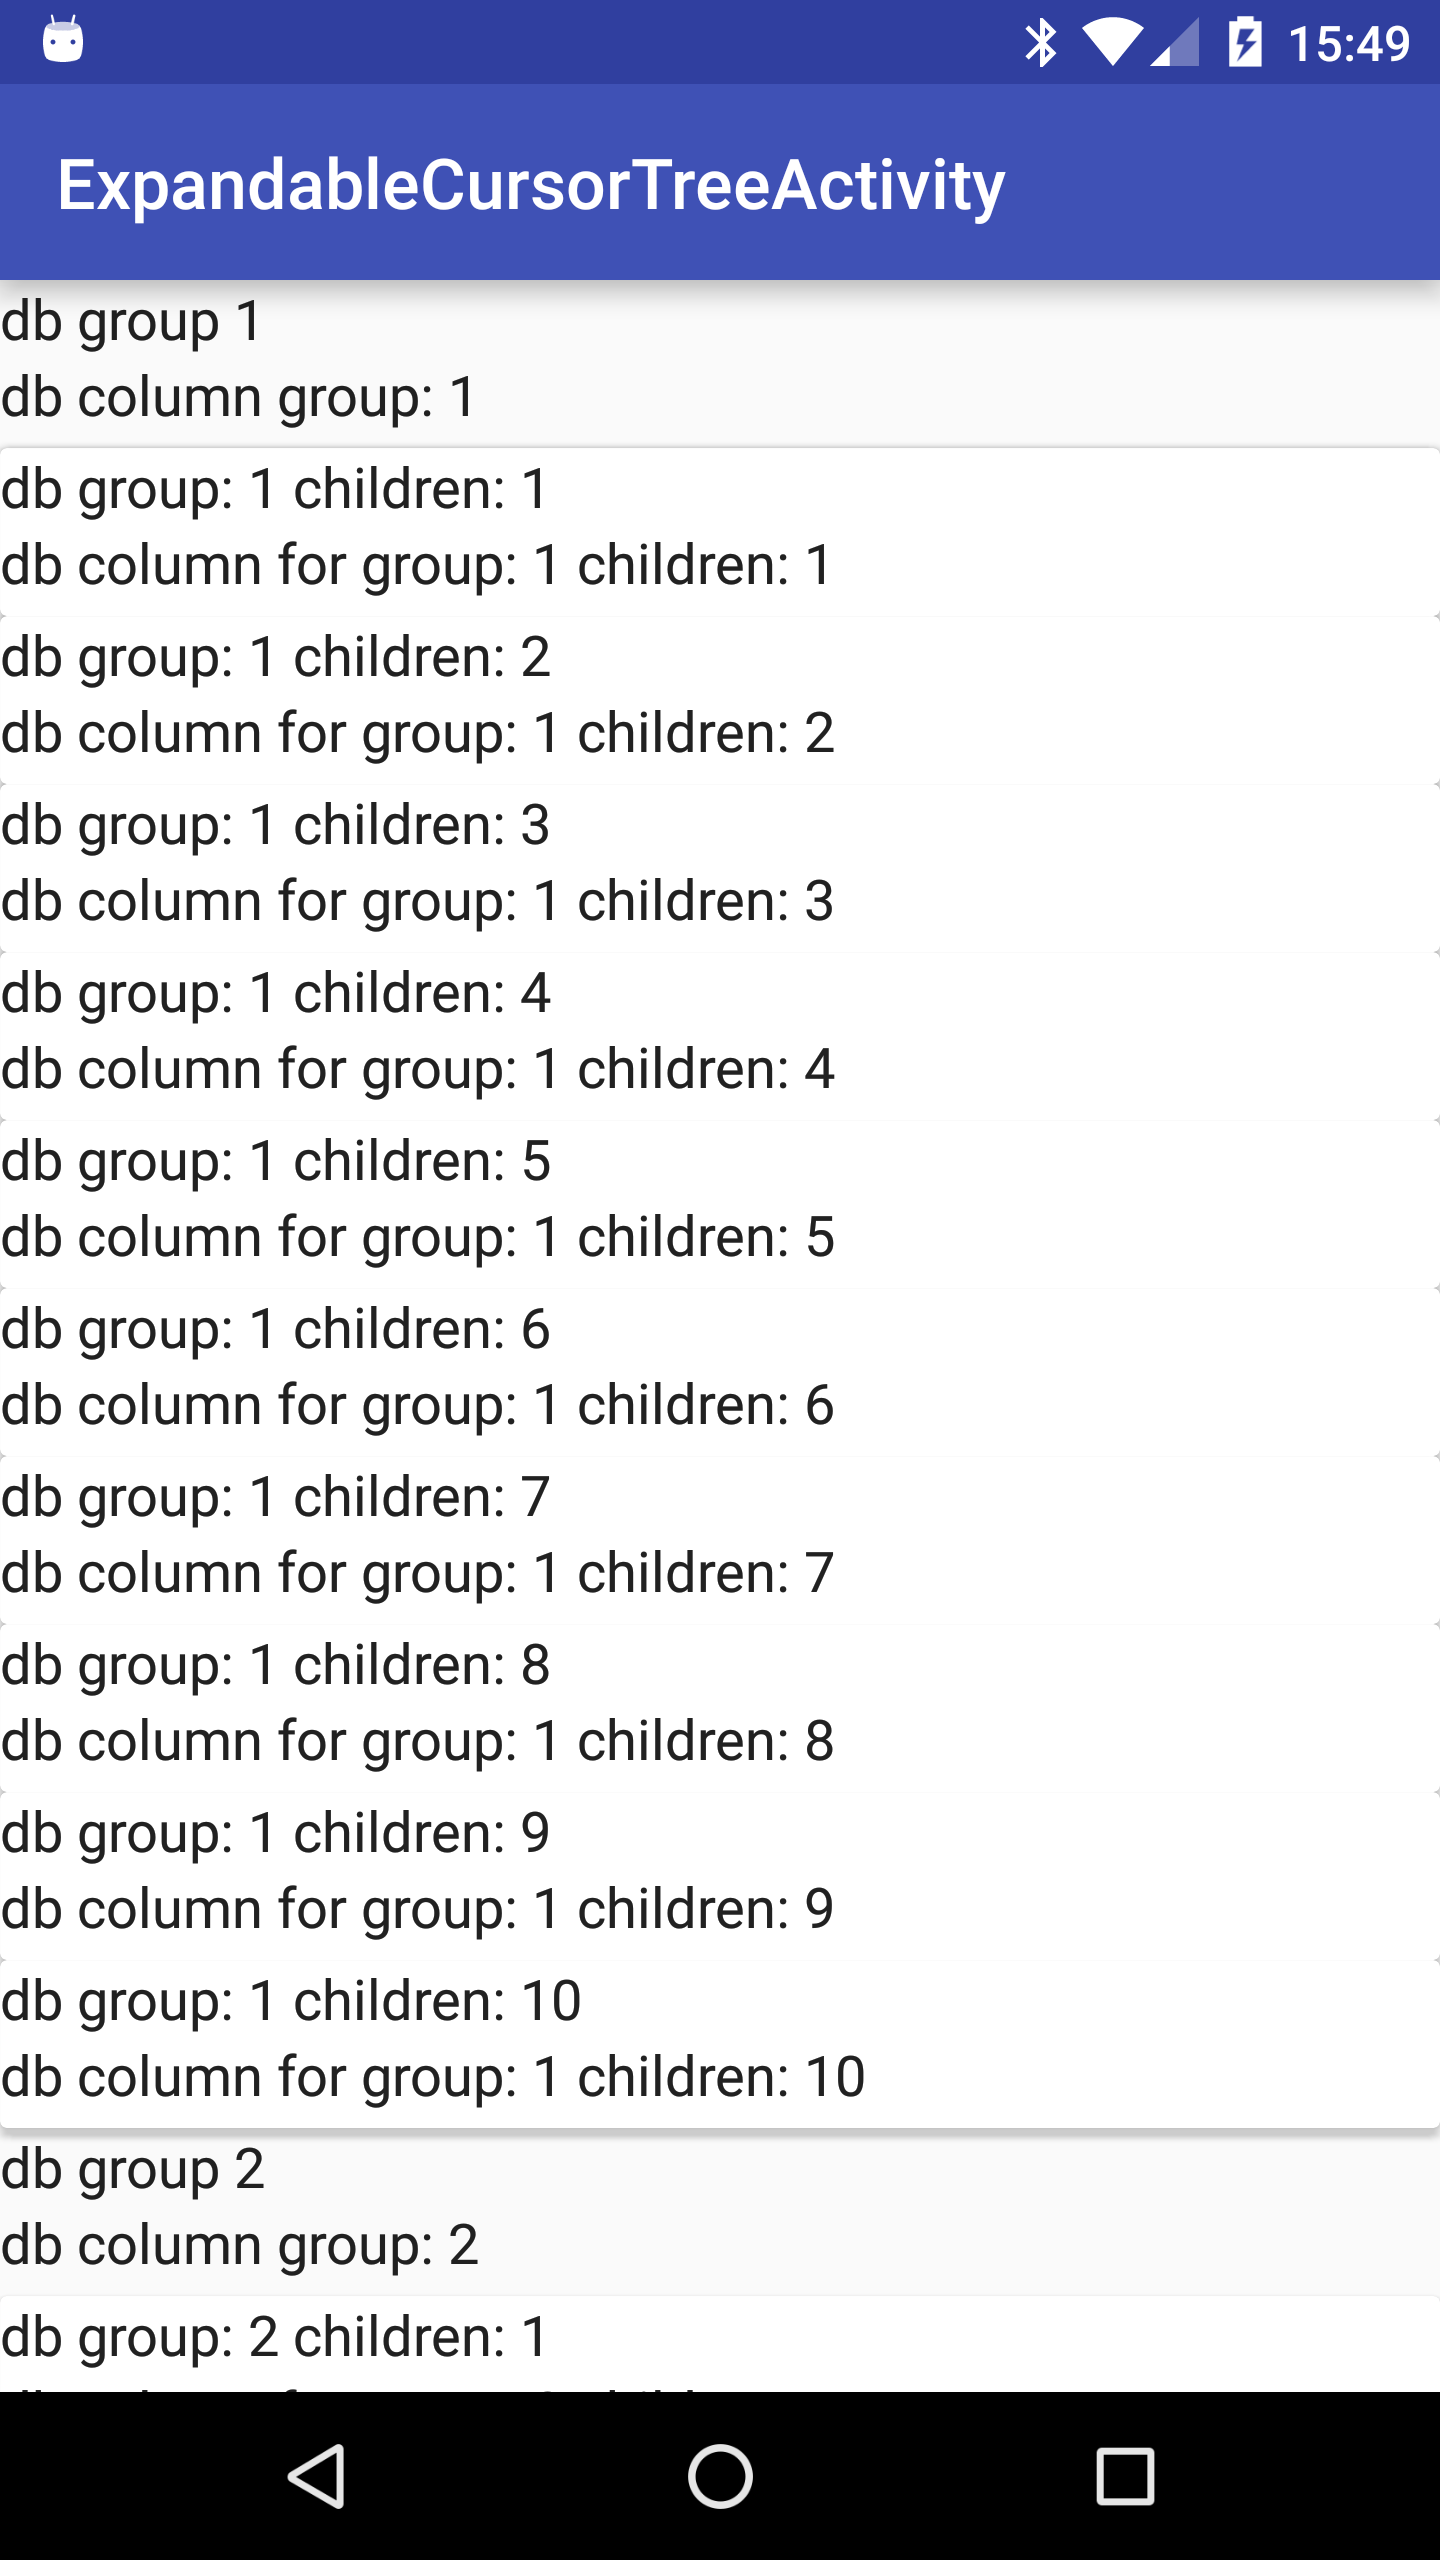 15:49
ExpandableCursorTreeActivity
db group 1
db column group: 1
db group: 1 children: 1
db column for group: 1 children: 1
db group: 1 children: 2
db column for group: 1 children: 2
db group: 1 children: 3
db column for group: 1 children: 3
db group: 1 children: 4
db column for group: 1 children: 4
db group: 1 children: 5
db column for group: 1 children: 5
db group: 1 children: 6
db column for group: 1 children: 6
db group: 1 children: 7
db column for group: 1 children: 7
db group: 1 children: 8
db column for group: 1 children: 8
db group: 1 children: 9
db column for group: 1 children: 9
db group: 1 children: 10
db column for group: 1 children: 10
db group 2
db column group: 2
db group: 2 children: 1